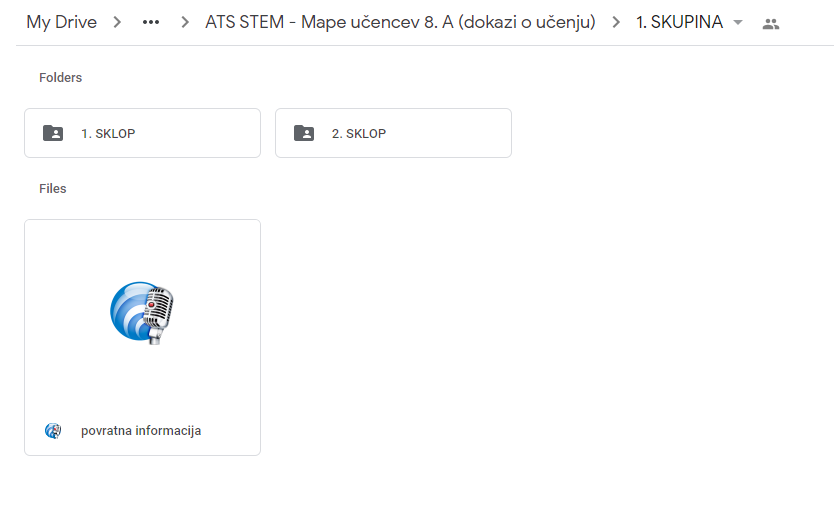 My Drive > ••• > ATS STEM - Mape učencev 8. A (dokazi o učenju) > 1. SKUPINA
Folders
1. SKLOP 2. SKLOP
Files
povratna informacija